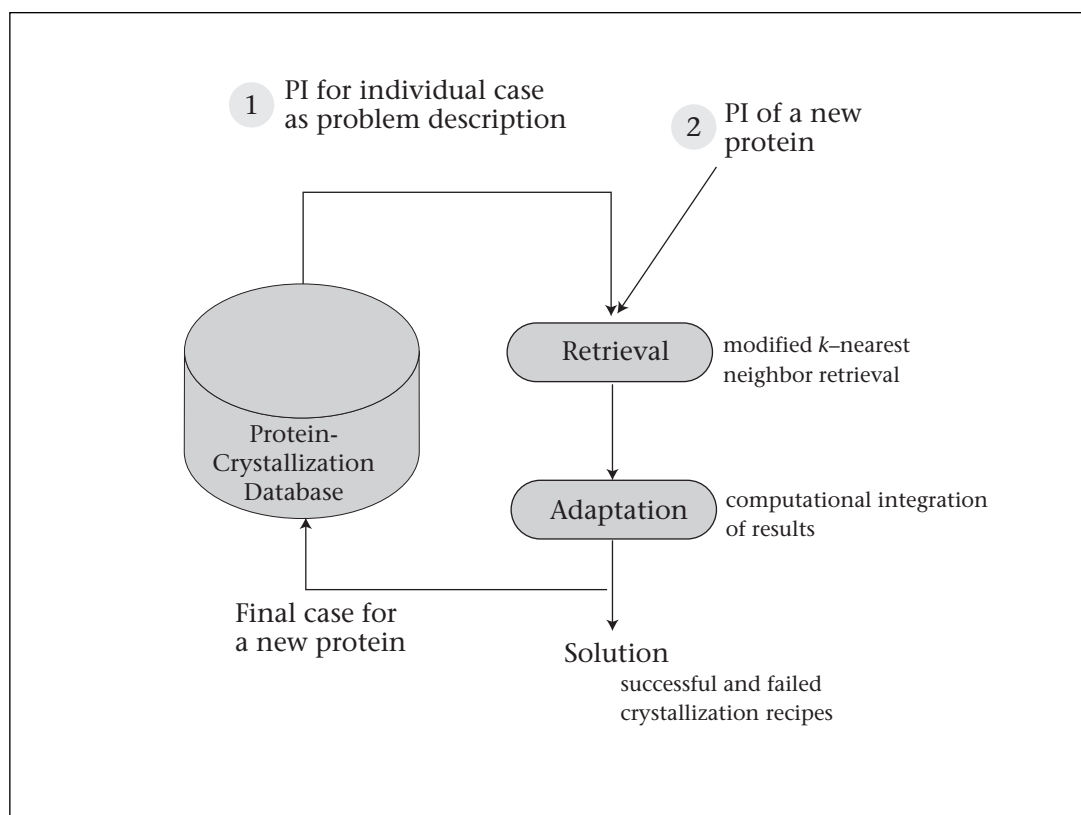 1
PI for individual case
as problem description
2
PI of a new
protein
Retrieval
modified k–nearest
neighbor retrieval
Protein-
Crystallization
Database
Adaptation
computational integration
of results
Final case for
a new protein
Solution
successful and failed
crystallization recipes